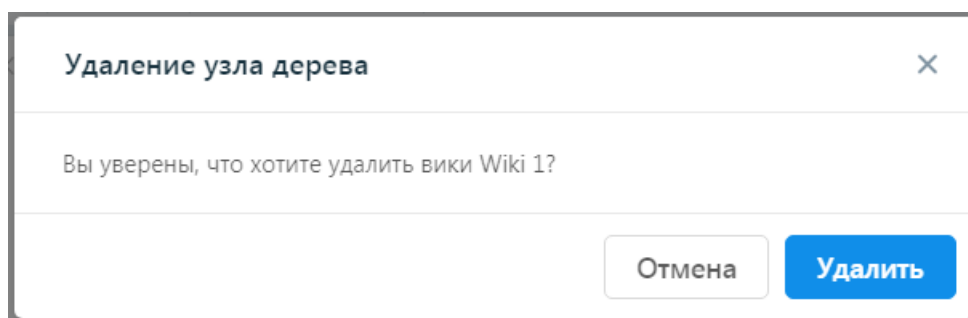 Удаление узла дерева
Вы уверены, что хотите удалить вики Wiki 1?
Отмена
Удалить